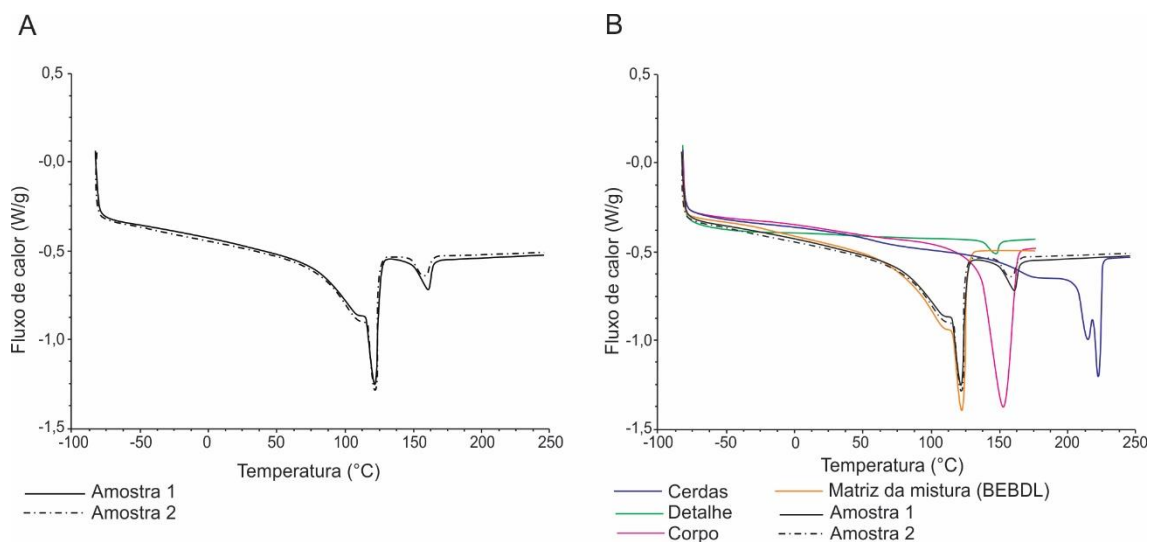 A
0,5
-0,0
-0,5
-1,0
-1,5
-100
-50
0
50
100
150
200
250
Fluxo de calor (W/g)
Temperatura (°C)
Amostra 1
Amostra 2
B
0,5
-0,0
-0,5
-1,0
-1,5
-100
-50
0
50
100
150
200
250
Fluxo de calor (W/g)
Temperatura (°C)
Cerdas
Matriz da mistura (BEBDL)
Detalhe
Amostra 1
Corpo
Amostra 2